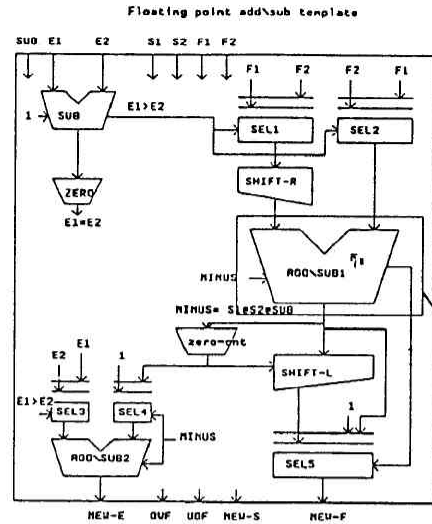 Floating point add\sub template
SUB E1 E2 S1 S2 F1 F2
F1 F2 F2 F1
1 SUB E1>E2 SEL1 SEL2
SHIFT-R
ZERO
E1=E2
ADD\SUB1
MINUS
MINUS= S1⊕S2⊕SUB
zero-cnt
E2 E1 1
SHIFT-L
1
E1>E2 SEL3 SEL4
MINUS
ADD\SUB2 SEL5
NEW-E OVF UDF NEW-S NEW-F